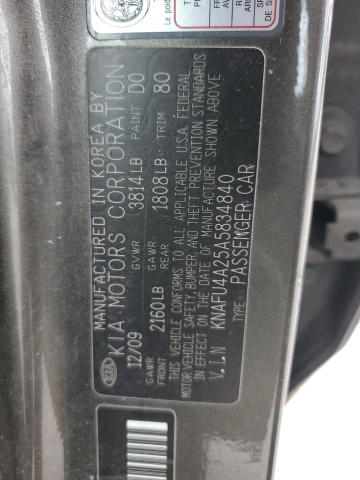 MANUFACTURED IN KOREA BY
KIA MOTORS CORPORATION
KIA
12/09 GVWR 3814LB PAINT D0
GAWR 2160LB GAWR REAR 1808LB TRIM 80
THIS VEHICLE CONFORMS TO ALL APPLICABLE U.S.A. FEDERAL
MOTOR VEHICLE SAFETY, BUMPER, AND THEFT PREVENTION STANDARDS
IN EFFECT ON THE DATE OF MANUFACTURE SHOWN ABOVE
V.I.N KNAFU4A25A5834840
TYPE: PASSENGER CAR